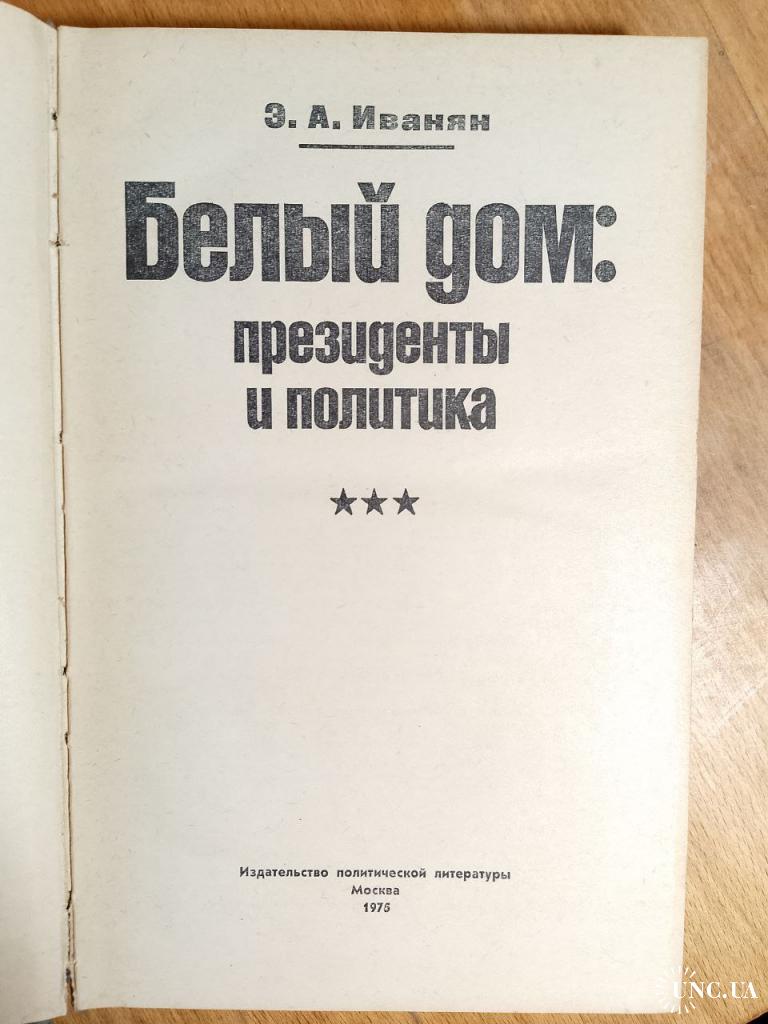 Э. А. Иванян
Белый дом:
президенты
и политика
★★★
Издательство политической литературы
Москва
1975
UNC.UA